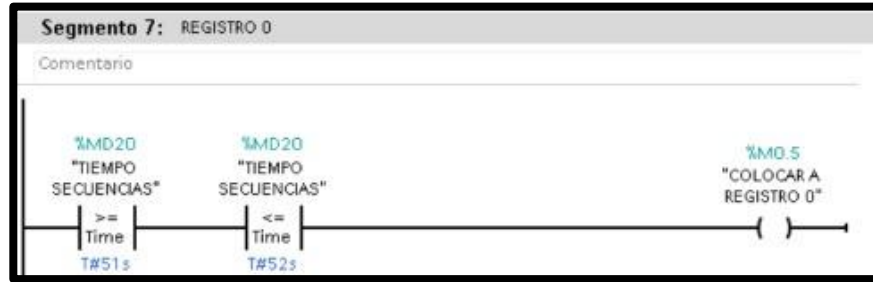 Segmento 7: REGISTRO 0
Comentario
%MD20 %MD20
"TIEMPO "TIEMPO %M0.5
SECUENCIAS" SECUENCIAS" "COLOCAR A
REGISTRO 0"
>= <=
Time Time ( )
T#51s T#52s